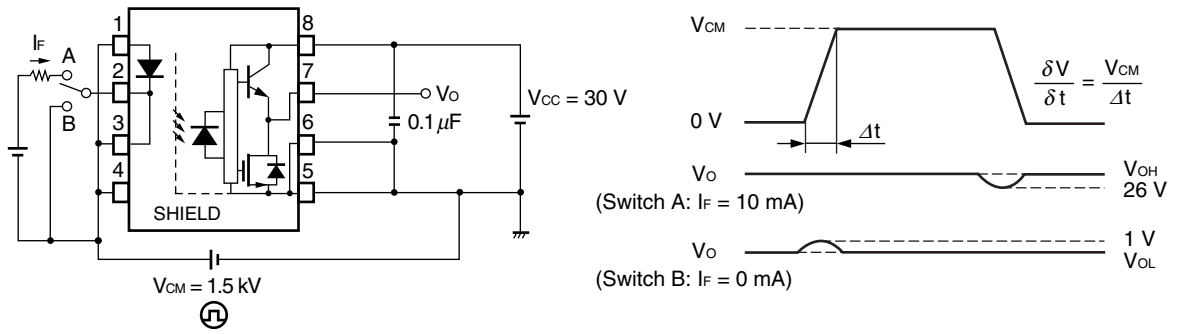 1
8
IF
A
2
7
VO
VCC = 30 V
B
3
6
0.1 μF
4
5
SHIELD
VCM = 1.5 kV
VCM
δV
δt
=
VCM
Δt
0 V
Δt
VO
VOH
26 V
(Switch A: IF = 10 mA)
VO
1 V
VOL
(Switch B: IF = 0 mA)